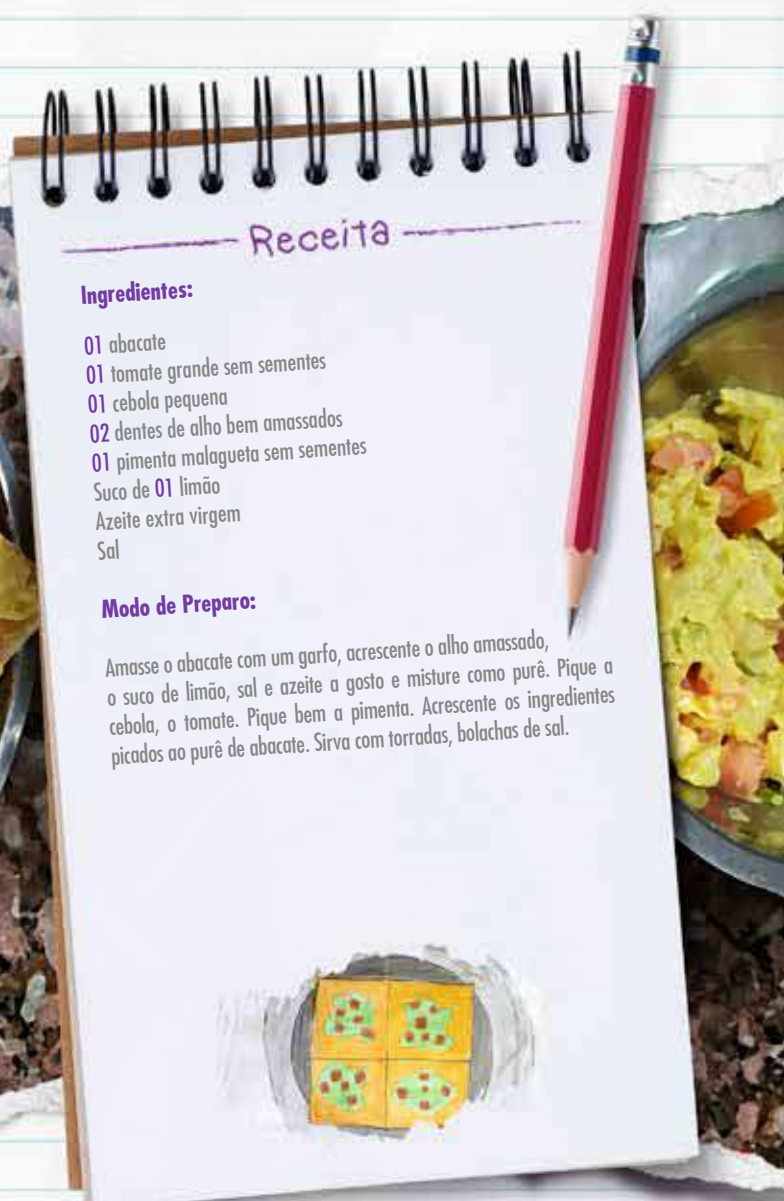 Receita
Ingredientes:
01 abacate
01 tomate grande sem sementes
01 cebola pequena
02 dentes de alho bem amassados
01 pimenta malagueta sem sementes
Suco de 01 limão
Azeite extra virgem
Sal
Modo de Preparo:
Amasse o abacate com um garfo, acrescente o alho amassado,
o suco de limão, sal e azeite a gosto e misture como purê. Pique a
cebola, o tomate. Pique bem a pimenta. Acrescente os ingredientes
picados ao purê de abacate. Sirva com torradas, bolachas de sal.